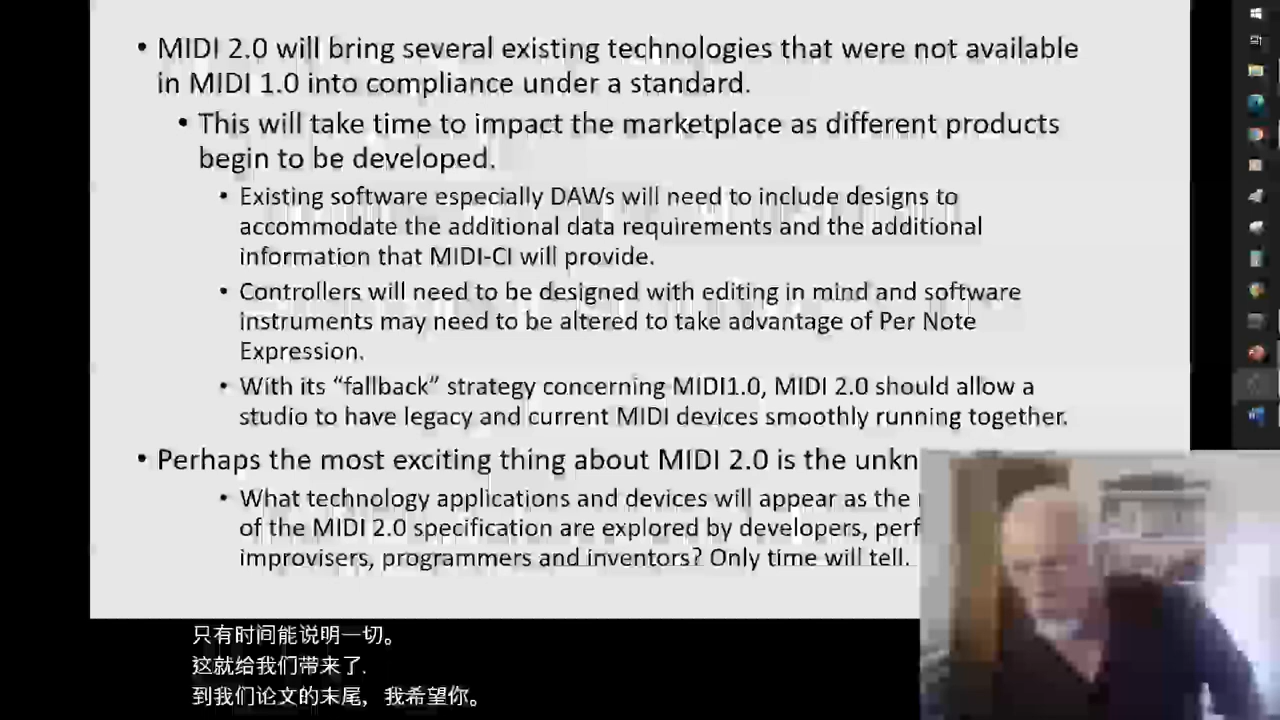 • MIDI 2.0 will bring several existing technologies that were not available
in MIDI 1.0 into compliance under a standard.
• This will take time to impact the marketplace as different products
begin to be developed.
• Existing software especially DAWs will need to include designs to
accommodate the additional data requirements and the additional
information that MIDI-CI will provide.
• Controllers will need to be designed with editing in mind and software
instruments may need to be altered to take advantage of Per Note
Expression.
• With its “fallback” strategy concerning MIDI1.0, MIDI 2.0 should allow a
studio to have legacy and current MIDI devices smoothly running together.
• Perhaps the most exciting thing about MIDI 2.0 is the
• What technology applications and devices will appear as the
of the MIDI 2.0 specification are explored by developers,
improvisers, programmers and inventors? Only time will tell.
只有时间能说明一切。
这就给我们带来了.
到我们论文的末尾，我希望你。